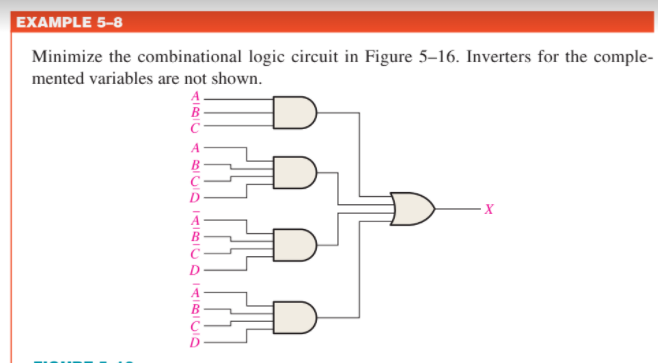 EXAMPLE 5–8
Minimize the combinational logic circuit in Figure 5–16. Inverters for the comple-
mented variables are not shown.
A
B̅
C̅
A
B
C̅
D̅
A̅
B̅
C̅
D
A̅
B̅
C̅
D̅
X